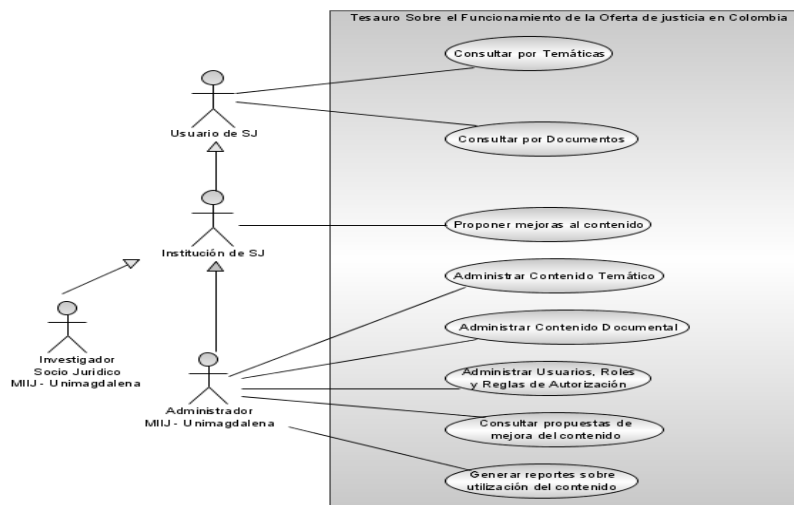 Tesauro Sobre el Funcionamiento de la Oferta de justicia en Colombia
Consultar por Temáticas
Usuario de SJ
Consultar por Documentos
Institución de SJ
Proponer mejoras al contenido
Administrar Contenido Temático
Administrar Contenido Documental
Investigador
Socio Jurídico
MIIJ - Unimagdalena
Administrador
MIIJ - Unimagdalena
Administrar Usuarios, Roles
y Reglas de Autorización
Consultar propuestas de
mejora del contenido
Generar reportes sobre
utilización del contenido